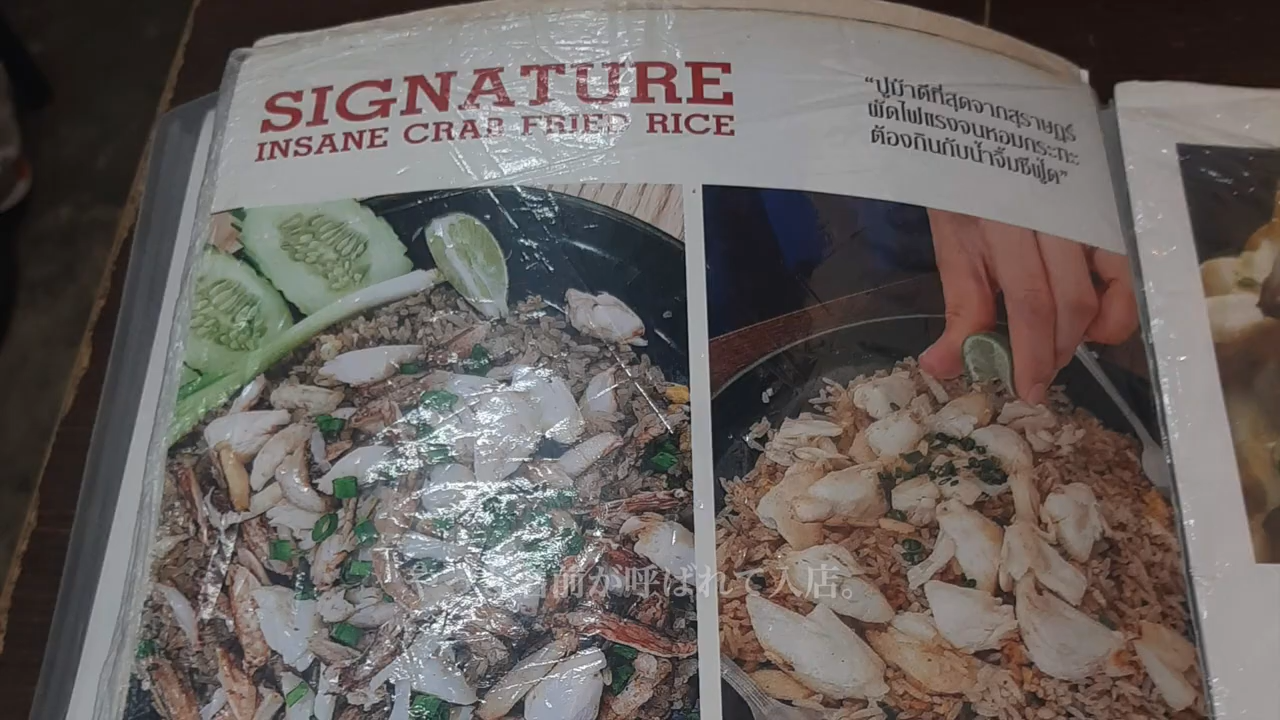 SIGNATURE
INSANE CRAB FRIED RICE
“ปูม้าดีที่สุดจากสุราษฎร์
ผัดไฟแรงจนหอมกระทะ
ต้องกินกับน้ำจิ้มซีฟู้ด”
名前が呼ばれて入店。